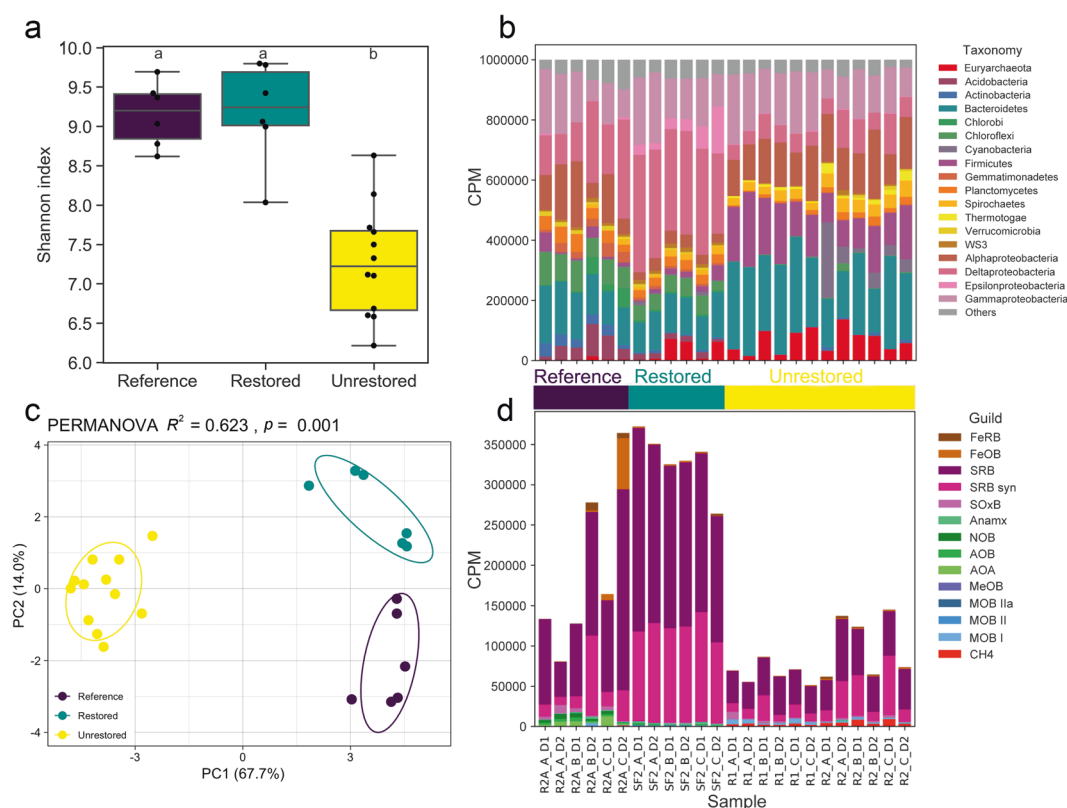 a
10.0
9.5
9.0
8.5
8.0
7.5
7.0
6.5
6.0
Shannon index
a
a
b
Reference
Restored
Unrestored
b
1000000
800000
600000
400000
200000
0
CPM
Taxonomy
Euryarchaeota
Acidobacteria
Actinobacteria
Bacteroidetes
Chlorobi
Chloroflexi
Cyanobacteria
Firmicutes
Gemmatimonadetes
Planctomycetes
Spirochaetes
Thermotogae
Verrucomicrobia
WS3
Alphaproteobacteria
Deltaproteobacteria
Epsilonproteobacteria
Gammaproteobacteria
Others
Reference
Restored
Unrestored
c
PERMANOVA R² = 0.623 , p = 0.001
4
2
0
-2
-4
PC2 (14.0%)
Reference
Restored
Unrestored
-3
0
3
PC1 (67.7%)
d
350000
300000
250000
200000
150000
100000
50000
0
CPM
Guild
FeRB
FeOB
SRB
SRB syn
SOxB
Anamx
NOB
AOB
AOA
MeOB
MOB IIa
MOB II
MOB I
CH4
R2A_A_D1
R2A_A_D2
R2A_B_D1
R2A_B_D2
R2A_C_D1
R2A_C_D2
SF2_A_D1
SF2_A_D2
SF2_B_D1
SF2_B_D2
SF2_C_D1
SF2_C_D2
R1_A_D1
R1_A_D2
R1_B_D1
R1_B_D2
R1_C_D1
R1_C_D2
R2_A_D1
R2_A_D2
R2_B_D1
R2_B_D2
R2_C_D1
R2_C_D2
Sample